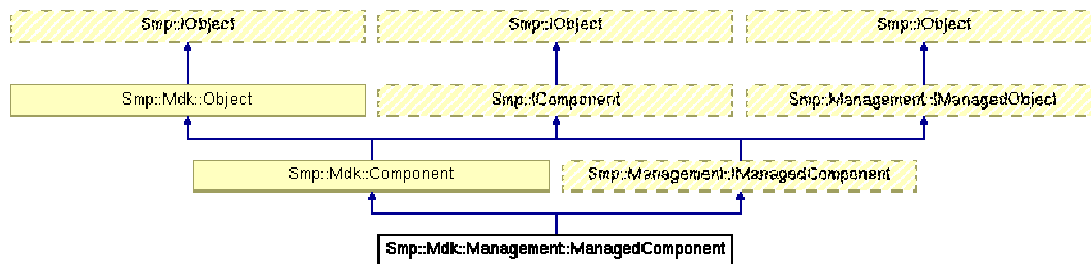 Smp::IObject
Smp::IObject
Smp::IObject
Smp::Mdk::Object
Smp::IComponent
Smp::Management::IManagedObject
Smp::Mdk::Component
Smp::Management::IManagedComponent
Smp::Mdk::Management::ManagedComponent